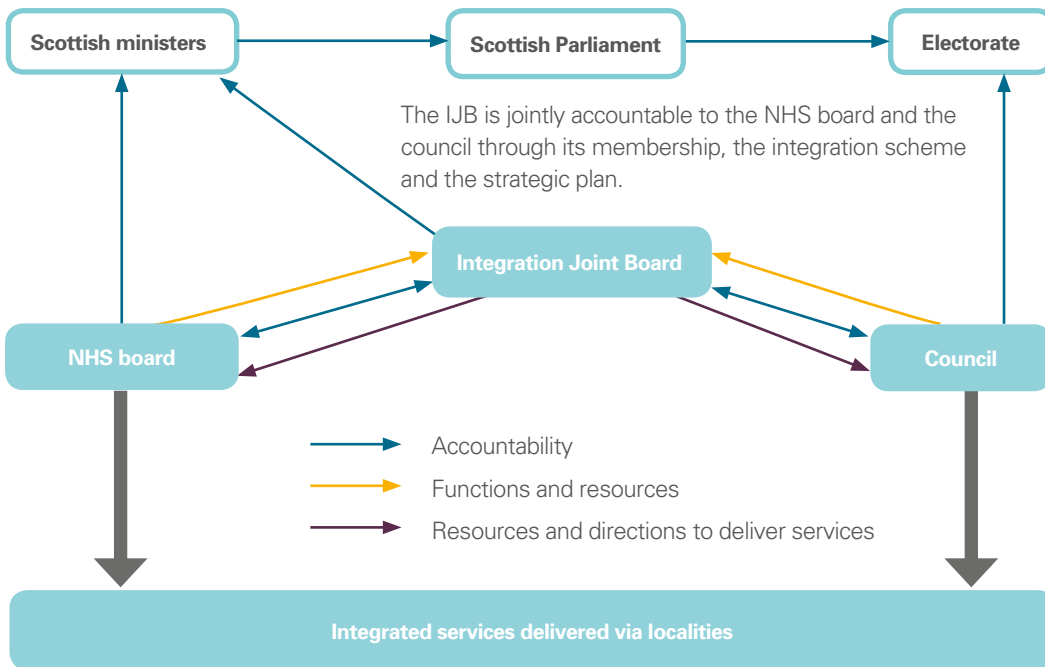 Scottish ministers
Scottish Parliament
Electorate
The IJB is jointly accountable to the NHS board and the
council through its membership, the integration scheme
and the strategic plan.
Integration Joint Board
NHS board
Council
Accountability
Functions and resources
Resources and directions to deliver services
Integrated services delivered via localities